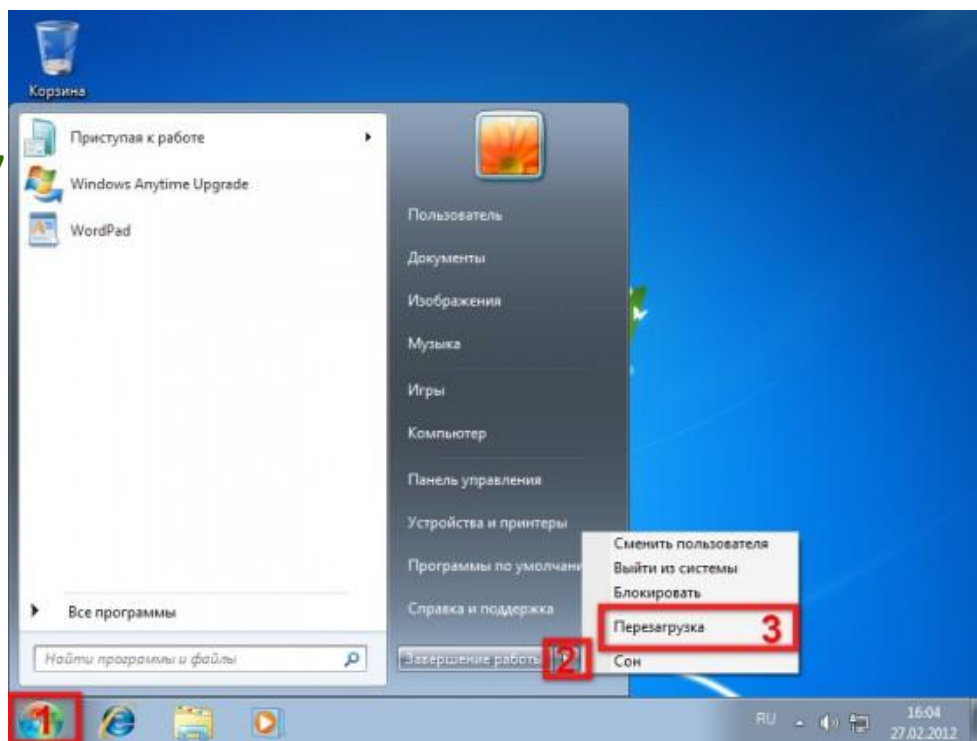 Корзина
Приступая к работе
Windows Anytime Upgrade
WordPad
Все программы
Найти программы и файлы
Пользователь
Документы
Изображения
Музыка
Игры
Компьютер
Панель управления
Устройства и принтеры
Программы по умолчани
Справка и поддержка
Завершение работы 2
Сменить пользователя
Выйти из системы
Блокировать
Перезагрузка 3
Сон
1
RU
16:04
27.02.2012